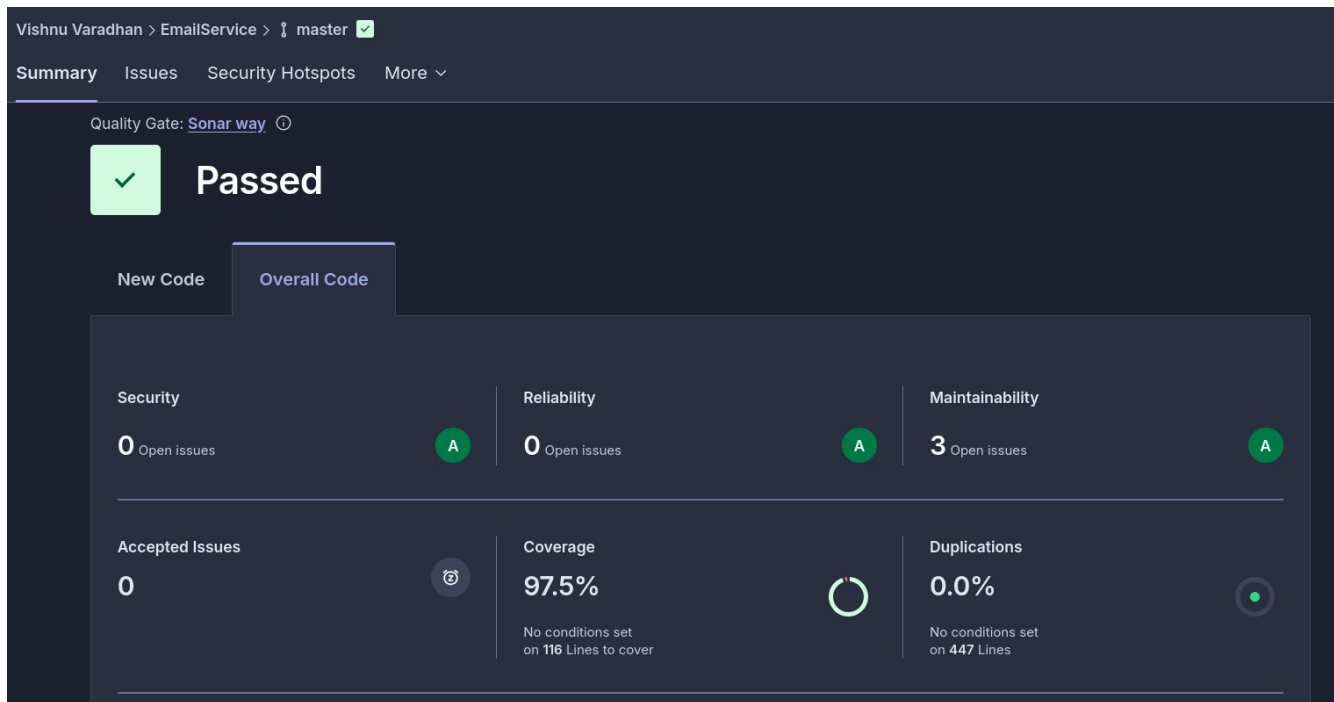 Vishnu Varadhan > EmailService > master
Summary Issues Security Hotspots More
Quality Gate: Sonar way
Passed
New Code Overall Code
Security Reliability Maintainability
0 Open issues A 0 Open issues A 3 Open issues A
Accepted Issues Coverage Duplications
0 97.5% 0.0%
No conditions set No conditions set
on 116 Lines to cover on 447 Lines